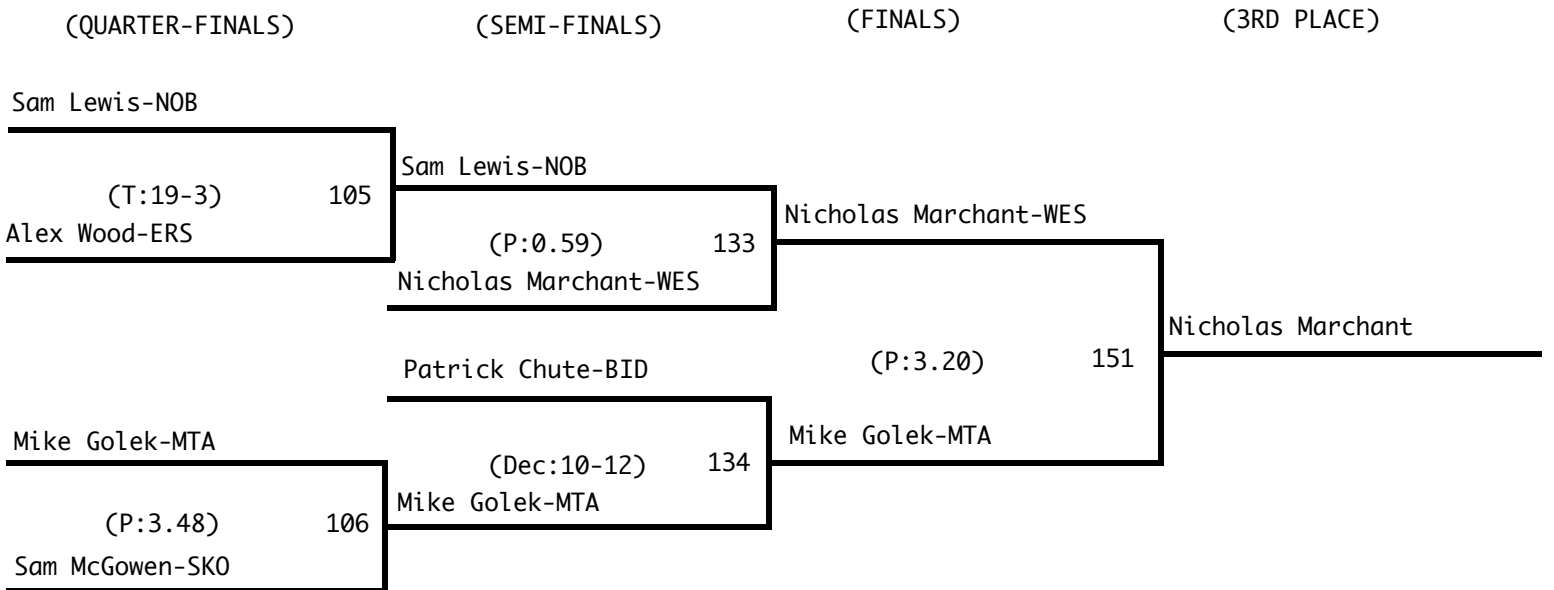 (QUARTER-FINALS) (SEMI-FINALS) (FINALS) (3RD PLACE)
Sam Lewis-NOB
(T:19-3) 105
Alex Wood-ERS
Sam Lewis-NOB
(P:0.59) 133
Nicholas Marchant-WES
Nicholas Marchant-WES
(P:3.20) 151
Nicholas Marchant
Patrick Chute-BID
(Dec:10-12) 134
Mike Golek-MTA
Mike Golek-MTA
Mike Golek-MTA
(P:3.48) 106
Sam McGowen-SKO